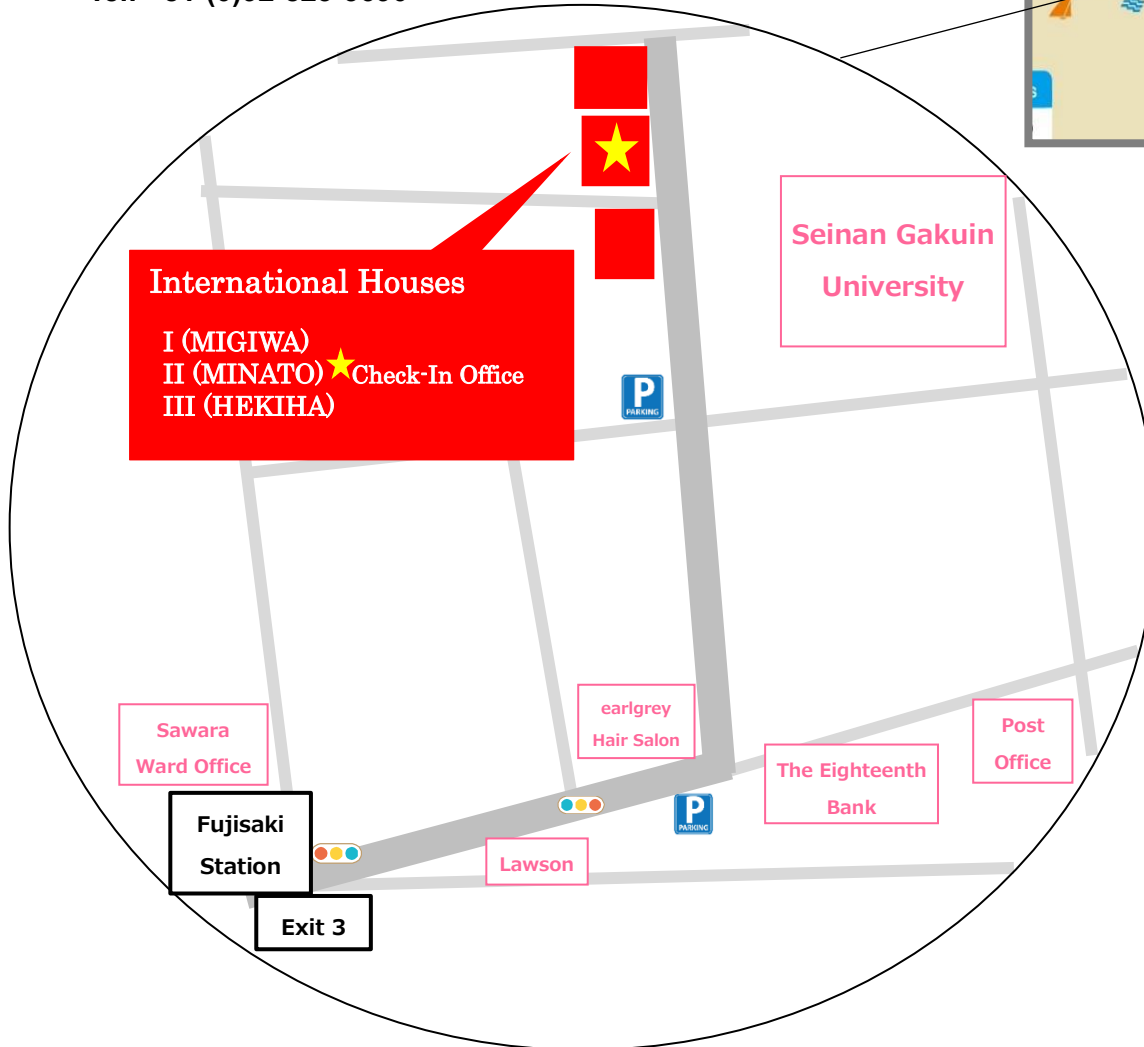 Seinan Gakuin
University
International Houses
I (MIGIWA)
II (MINATO) ★Check-In Office
III (HEKIHA)
P
PARKING
earlgrey
Hair Salon
Sawara
Ward Office
Post
Office
The Eighteenth
Bank
P
PARKING
Fujisaki
Station
Lawson
Exit 3